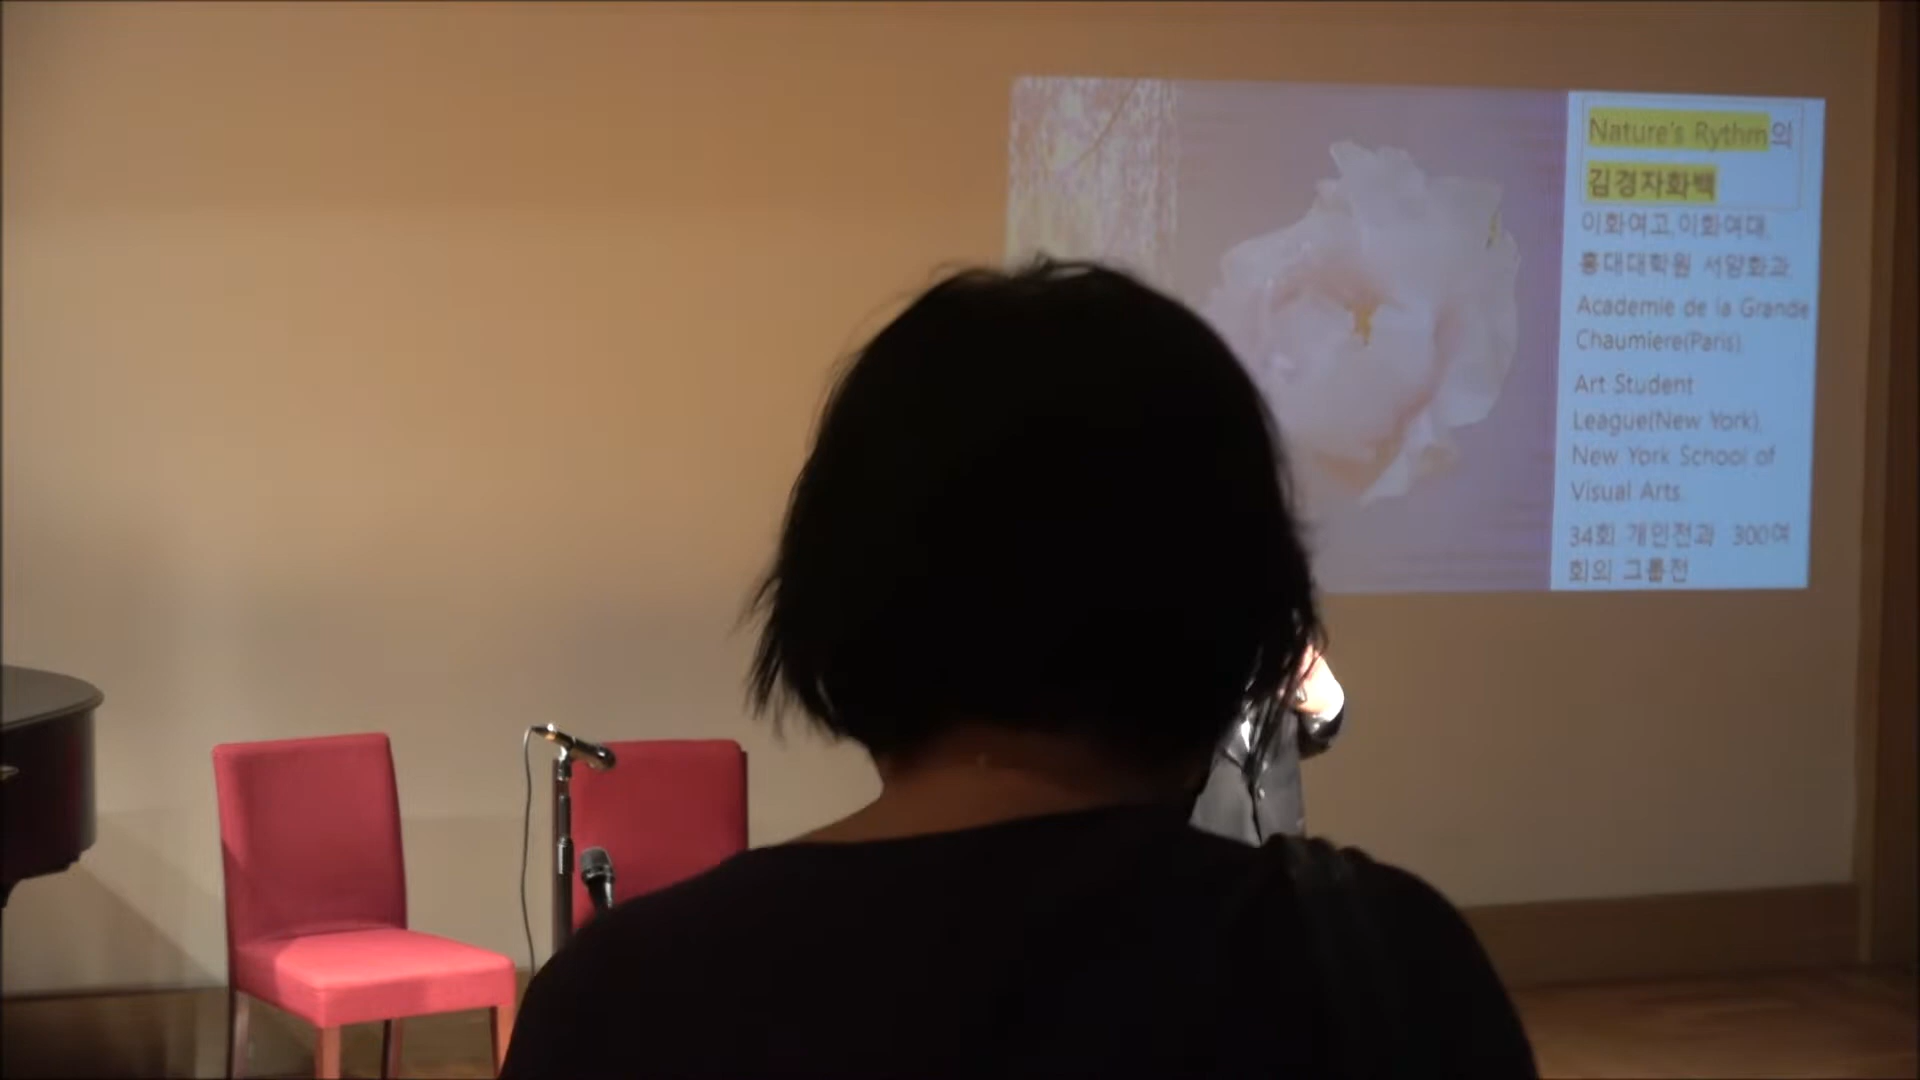 Nature's Rythm의
김경자화백
이화여고,이화여대,
홍대대학원 서양화과,
Academie de la Grande
Chaumiere(Paris)
Art Student
League(New York),
New York School of
Visual Arts.
34회 개인전과 300여
회의 그룹전